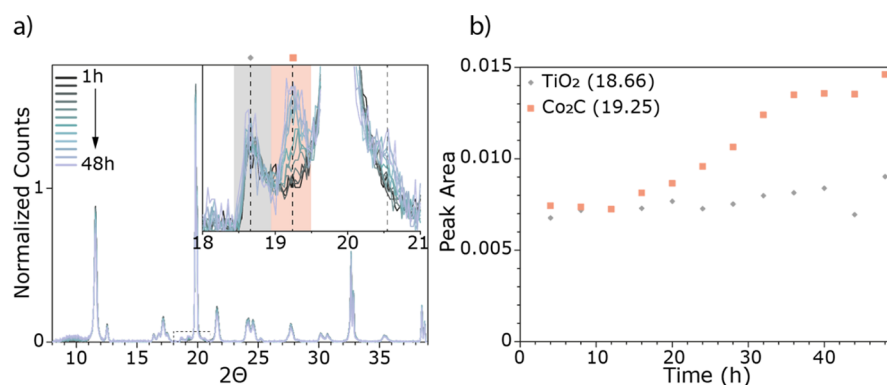 a)
1h
48h
Normalized Counts
1
0
18 19 20 21
10 15 20 25 30 35
2Θ
b)
TiO₂ (18.66)
Co₂C (19.25)
Peak Area
0.015
0.010
0.005
0
0 10 20 30 40
Time (h)